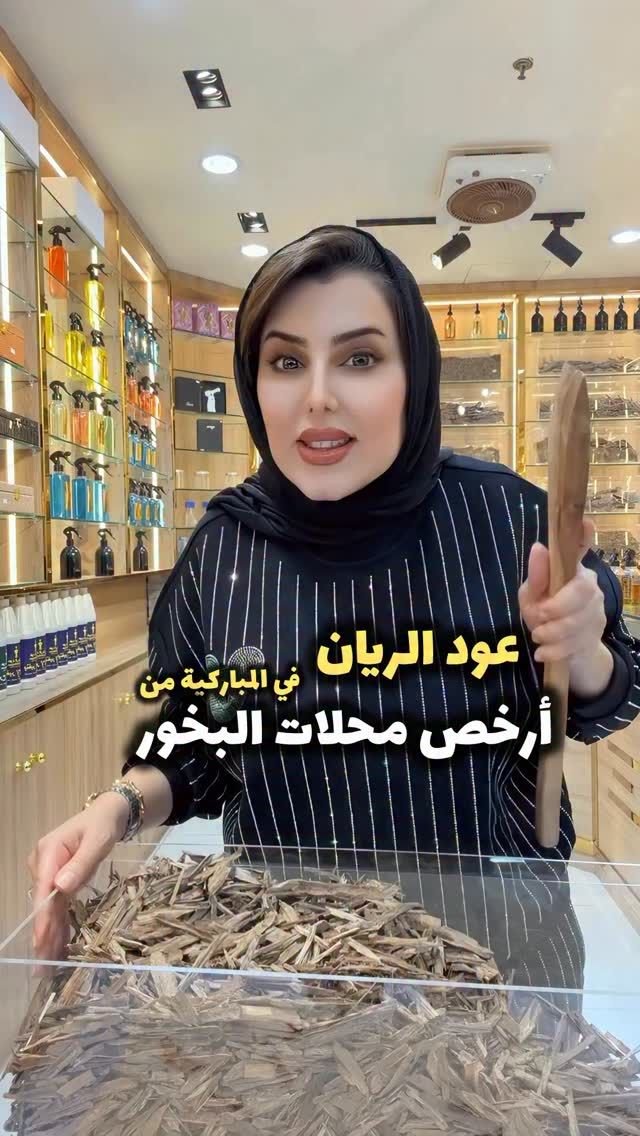 عود الريان
في المباركية من
أرخص محلات البخور